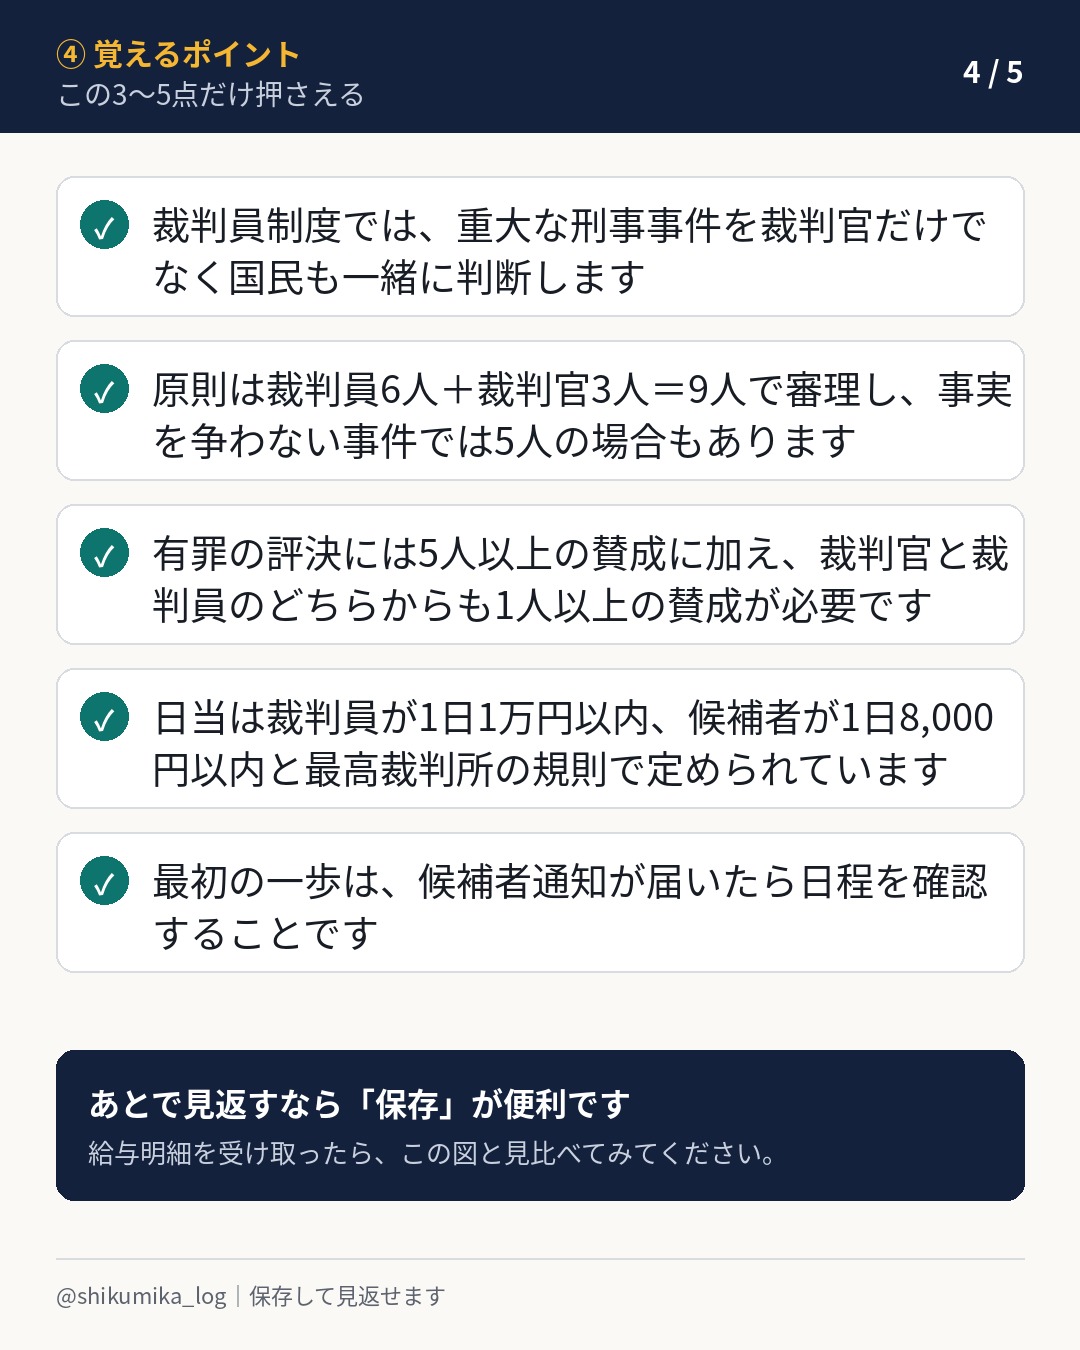 ④ 覚えるポイント
この3〜5点だけ押さえる
4 / 5
✓ 裁判員制度では、重大な刑事事件を裁判官だけで
なく国民も一緒に判断します
✓ 原則は裁判員6人＋裁判官3人＝9人で審理し、事実
を争わない事件では5人の場合もあります
✓ 有罪の評決には5人以上の賛成に加え、裁判官と裁
判員のどちらからも1人以上の賛成が必要です
✓ 日当は裁判員が1日1万円以内、候補者が1日8,000
円以内と最高裁判所の規則で定められています
✓ 最初の一歩は、候補者通知が届いたら日程を確認
することです
あとで見返すなら「保存」が便利です
給与明細を受け取ったら、この図と見比べてみてください。
@shikumika_log｜保存して見返せます